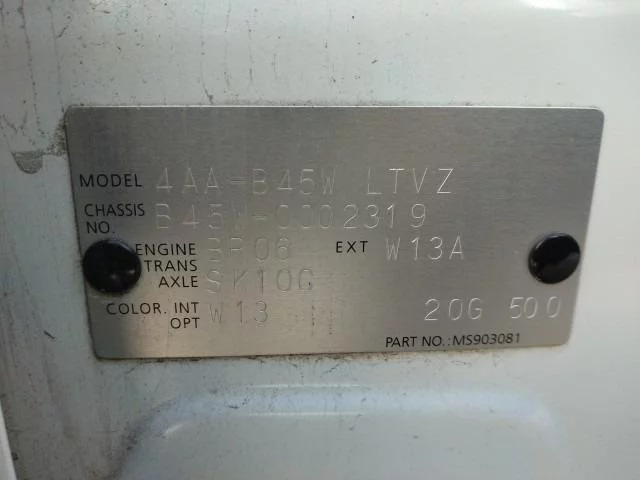 MODEL 4AA-B45W LTVZ
CHASSIS NO. B45W-0002319
ENGINE BR06 EXT W13A
TRANS AXLE SK10G
COLOR. INT W13
OPT 20G 500
PART NO.:MS903081